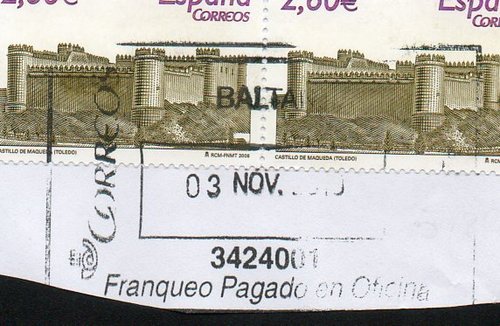 2,60€ España 2,60€ España
CORREOS CORREOS
BALTA
CASTILLO DE MAQUEDA (TOLEDO) RCM-FNMT 2008 CASTILLO DE MAQUEDA (TOLEDO) RCM
CORREOS
03 NOV.
3424001
Franqueo Pagado en Oficina